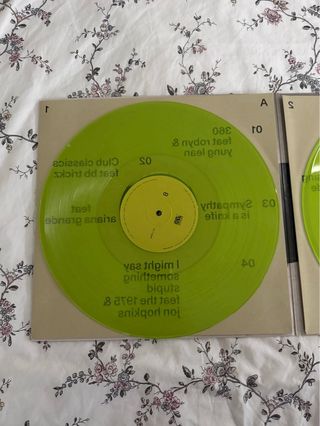 1
A
2
01
360
feat robyn &
yung lean
02
Club classics
feat bb trickz
03
Sympathy
is a knife
feat
ariana grande
04
I might say
something
stupid
feat the 1975 &
jon hopkins